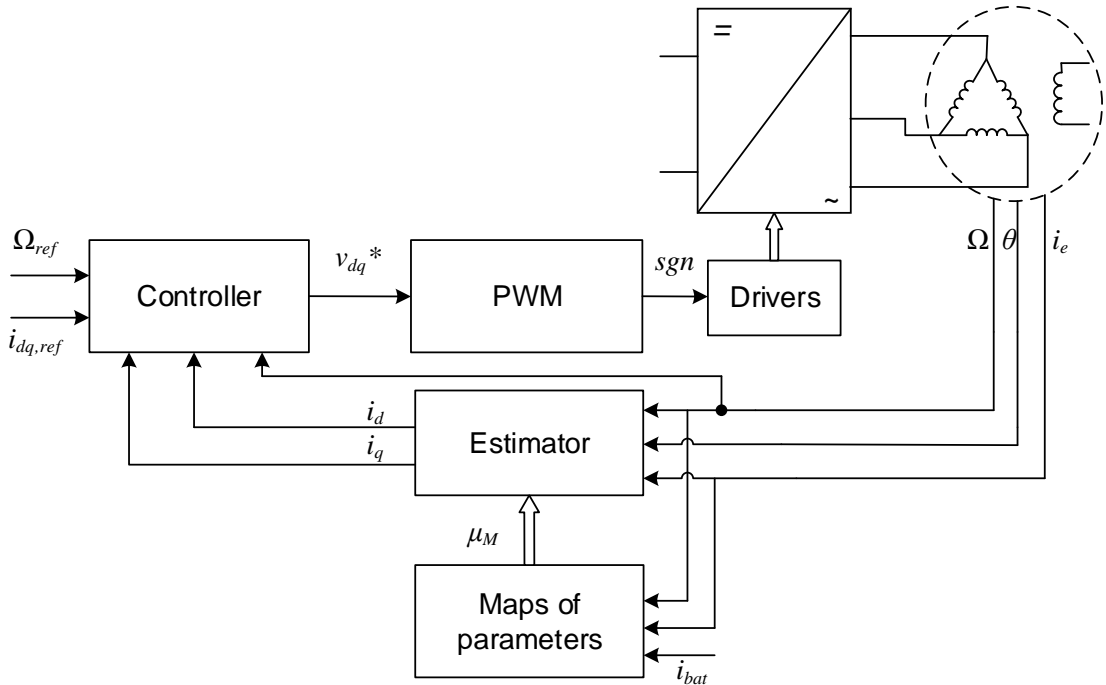 =
~
Ω θ i_e
Ω_ref
i_dq,ref
Controller
v_dq*
PWM
sgn
Drivers
i_d
i_q
Estimator
μ_M
Maps of
parameters
i_bat